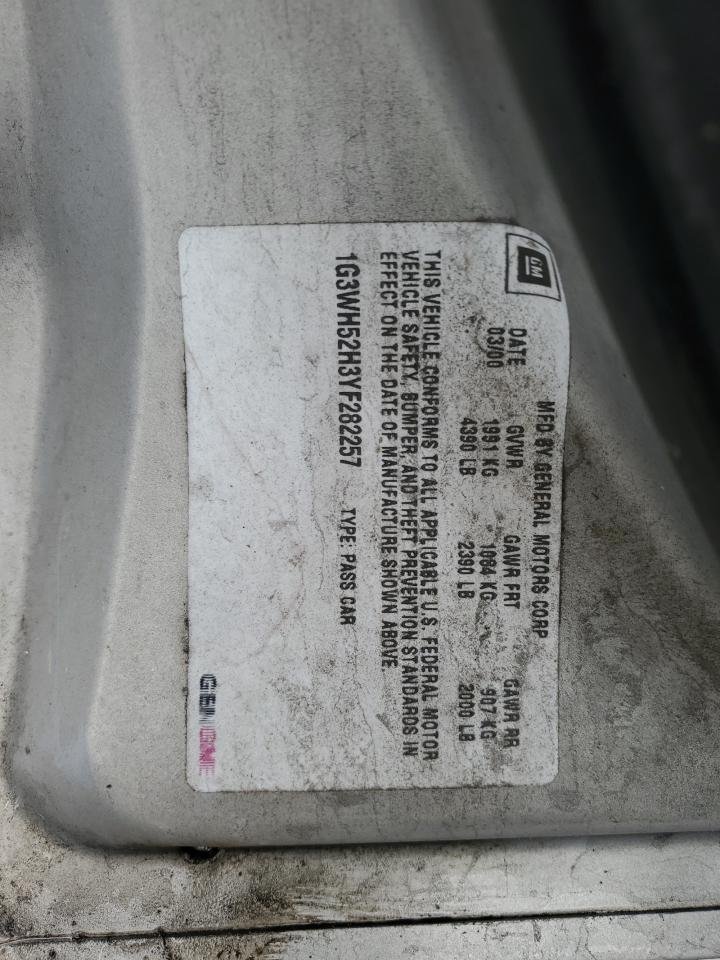 GM
MFD BY GENERAL MOTORS CORP
DATE GVWR GAWR FRT GAWR RR
03/00 1991 KG 1084 KG 907 KG
4390 LB 2390 LB 2000 LB
THIS VEHICLE CONFORMS TO ALL APPLICABLE U.S. FEDERAL MOTOR
VEHICLE SAFETY, BUMPER, AND THEFT PREVENTION STANDARDS IN
EFFECT ON THE DATE OF MANUFACTURE SHOWN ABOVE.
1G3WH52H3YF282257 TYPE: PASS CAR